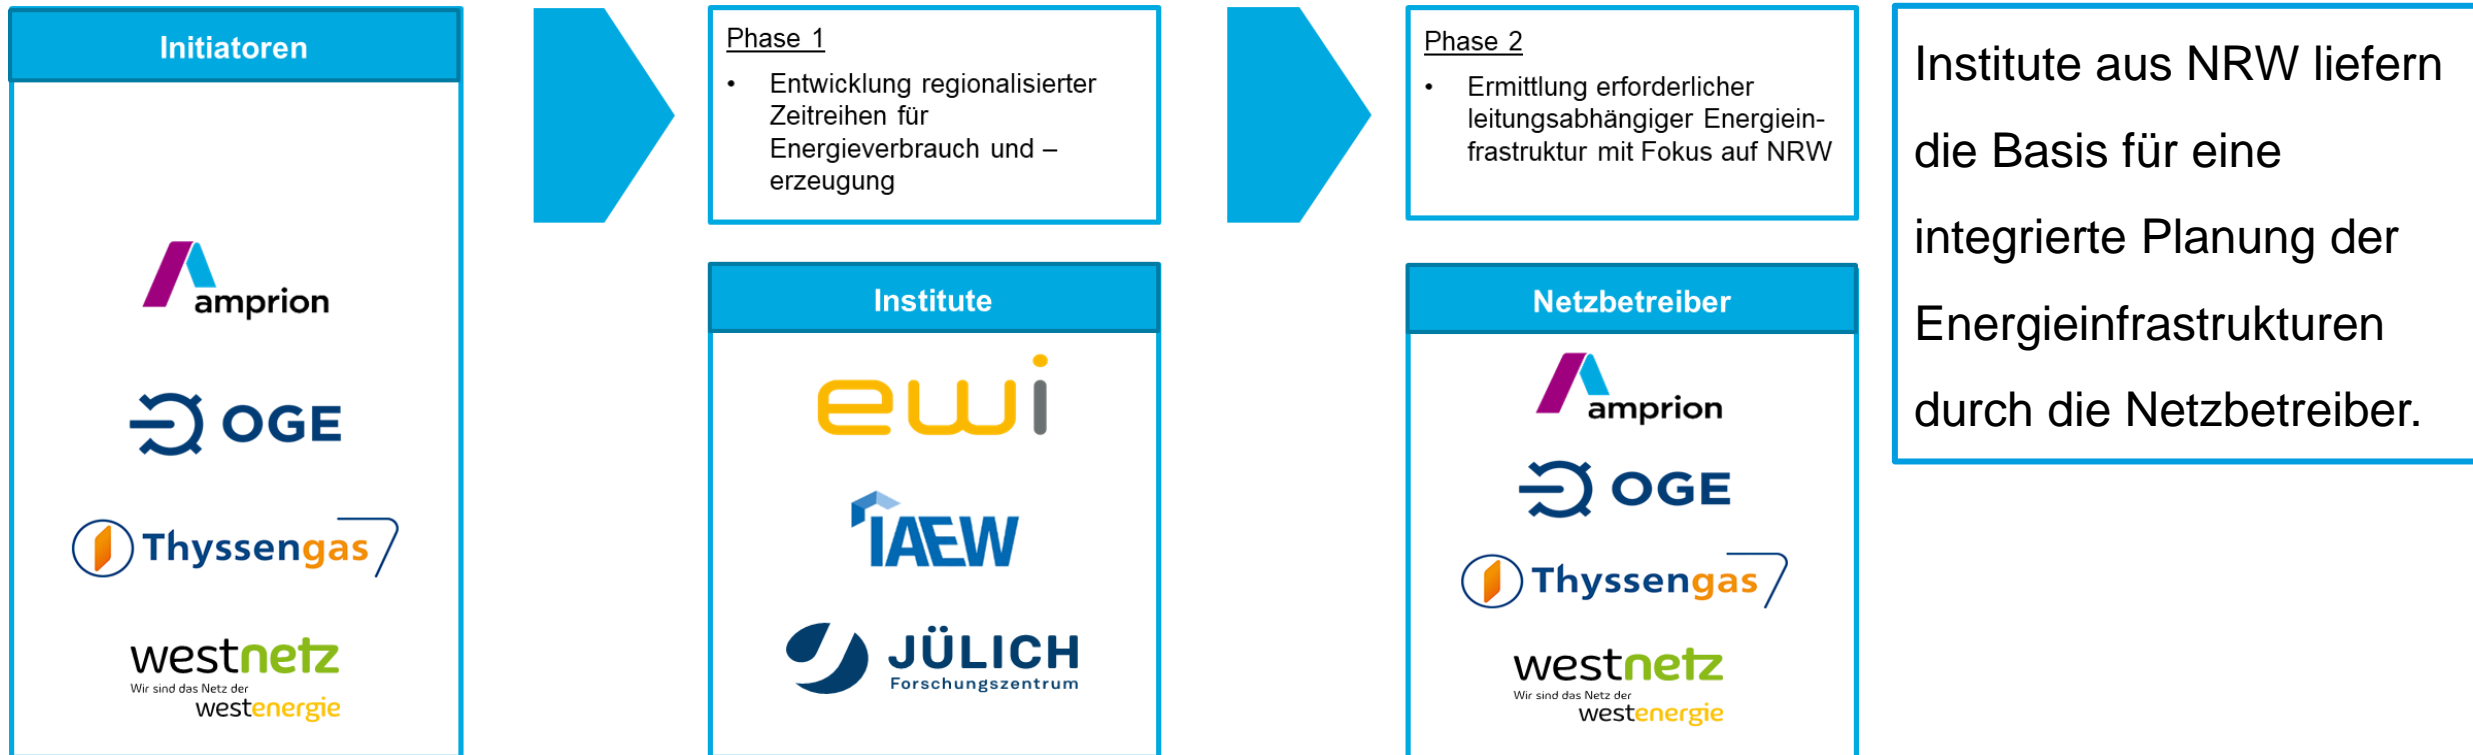 Initiatoren
amprion
OGE
Thyssengas
westnetz
Wir sind das Netz der
westenergie
Phase 1
• Entwicklung regionalisierter
Zeitreihen für
Energieverbrauch und –
erzeugung
Institute
ewi
IAEW
JÜLICH
Forschungszentrum
Phase 2
• Ermittlung erforderlicher
leitungsabhängiger Energiein-
frastruktur mit Fokus auf NRW
Netzbetreiber
amprion
OGE
Thyssengas
westnetz
Wir sind das Netz der
westenergie
Institute aus NRW liefern
die Basis für eine
integrierte Planung der
Energieinfrastrukturen
durch die Netzbetreiber.